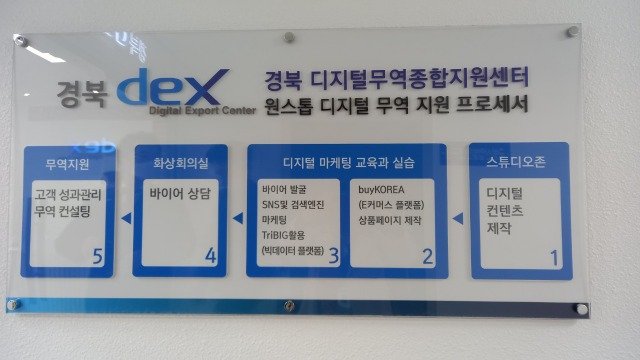 경북 dex 경북 디지털무역종합지원센터
Digital Export Center 원스톱 디지털 무역 지원 프로세서
무역지원
고객 성과관리
무역 컨설팅
5
화상회의실
바이어 상담
4
디지털 마케팅 교육과 실습
바이어 발굴
SNS및 검색엔진
마케팅
TriBIG활용
(빅데이터 플랫폼)
3
buyKOREA
(E커머스 플랫폼)
상품페이지 제작
2
스튜디오존
디지털
컨텐츠
제작
1